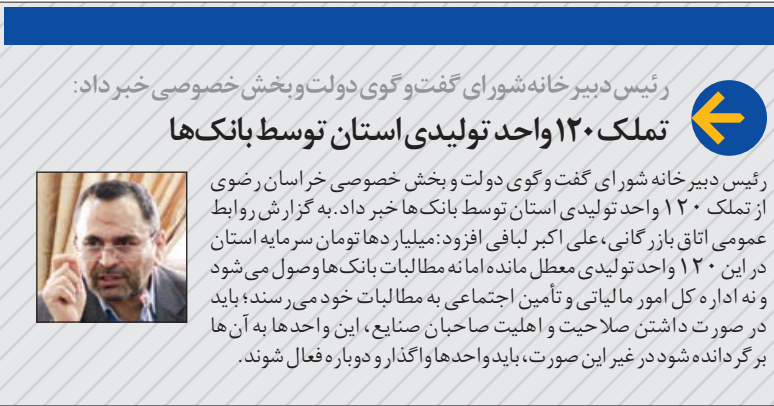 رئیس دبیرخانه شورای گفت‌وگوی دولت و بخش خصوصی خبر داد:
تملک ۱۲۰ واحد تولیدی استان توسط بانک‌ها
رئیس دبیرخانه شورای گفت وگوی دولت و بخش خصوصی خراسان رضوی
از تملک ۱۲۰ واحد تولیدی استان توسط بانک‌ها خبر داد. به گزارش روابط
عمومی اتاق بازرگانی، علی اکبر لبافی افزود: میلیاردها تومان سرمایه استان
در این ۱۲۰ واحد تولیدی معطل مانده اما نه مطالبات بانک‌ها وصول می‌شود
و نه اداره کل امور مالیاتی و تأمین اجتماعی به مطالبات خود می‌رسند؛ باید
در صورت داشتن صلاحیت و اهلیت صاحبان صنایع، این واحدها به آن‌ها
برگردانده شود در غیر این صورت، باید واحدها واگذار و دوباره فعال شوند.